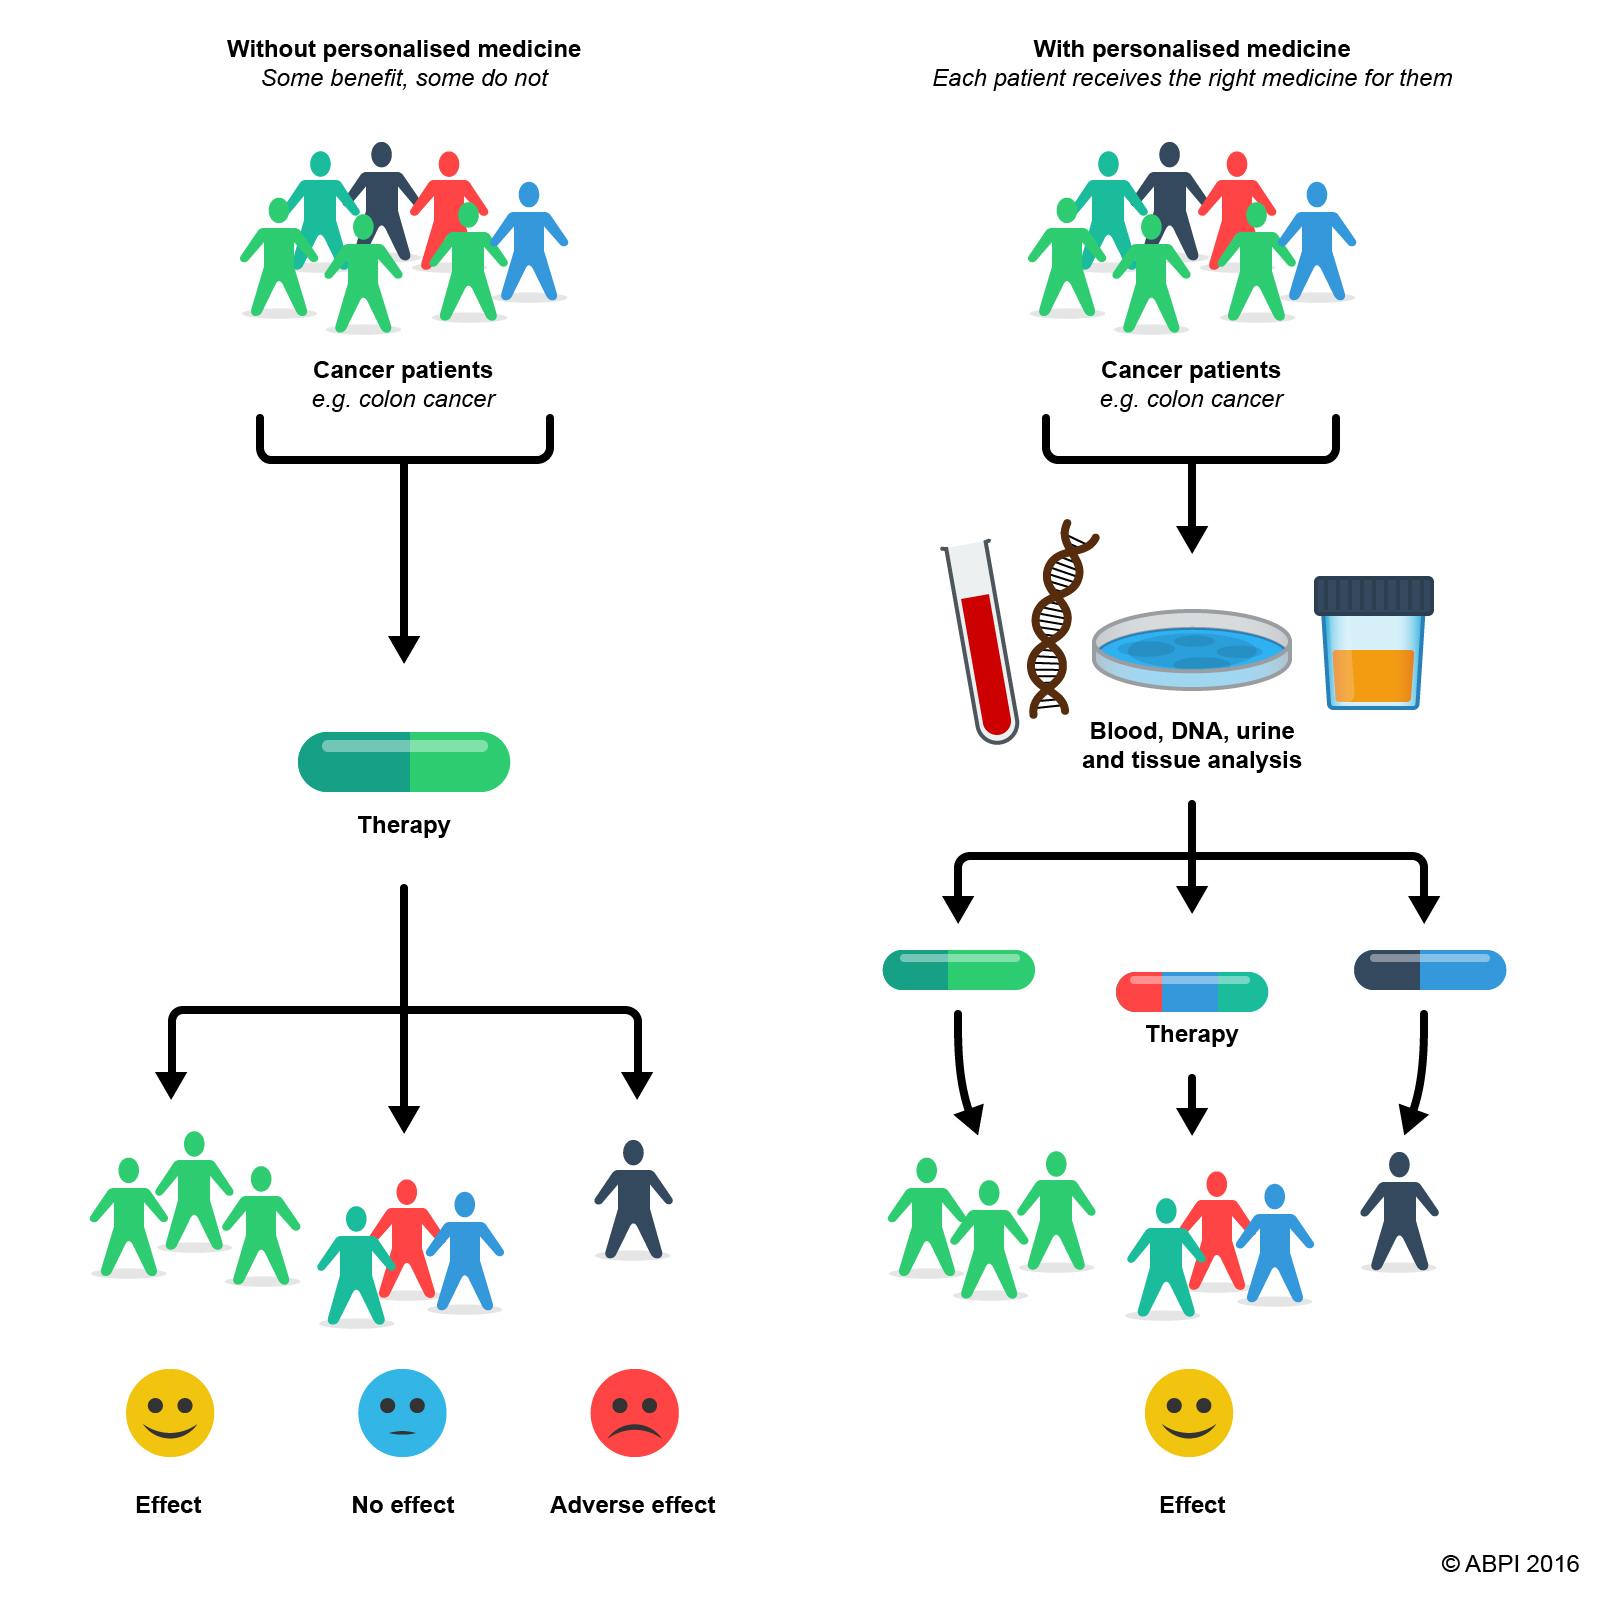 Without personalised medicine
Some benefit, some do not
Cancer patients
e.g. colon cancer
Therapy
Effect
No effect
Adverse effect
With personalised medicine
Each patient receives the right medicine for them
Cancer patients
e.g. colon cancer
Blood, DNA, urine
and tissue analysis
Therapy
Effect
© ABPI 2016